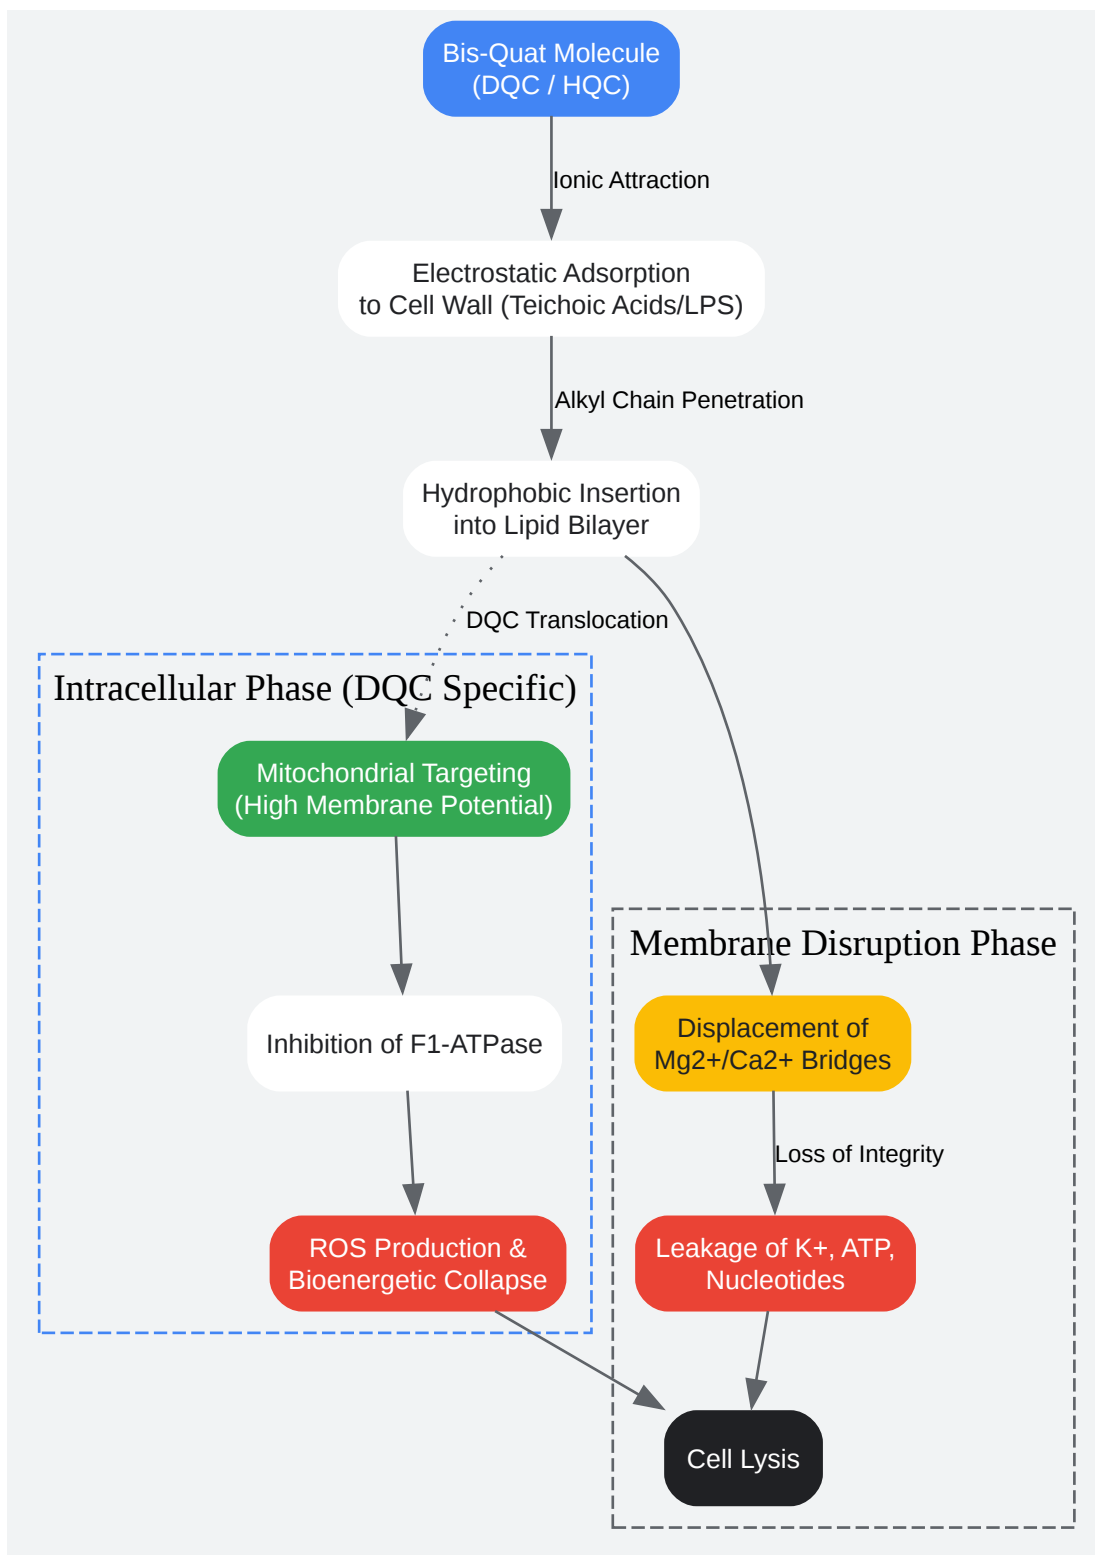 Bis-Quat Molecule
(DQC / HQC)
Ionic Attraction
Electrostatic Adsorption
to Cell Wall (Teichoic Acids/LPS)
Alkyl Chain Penetration
Hydrophobic Insertion
into Lipid Bilayer
DQC Translocation
Intracellular Phase (DQC Specific)
Mitochondrial Targeting
(High Membrane Potential)
Inhibition of F1-ATPase
ROS Production &
Bioenergetic Collapse
Membrane Disruption Phase
Displacement of
Mg2+/Ca2+ Bridges
Loss of Integrity
Leakage of K+, ATP,
Nucleotides
Cell Lysis